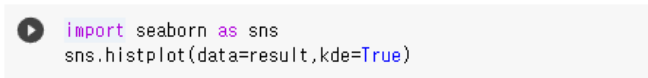 import seaborn as sns
sns.histplot(data=result,kde=True)